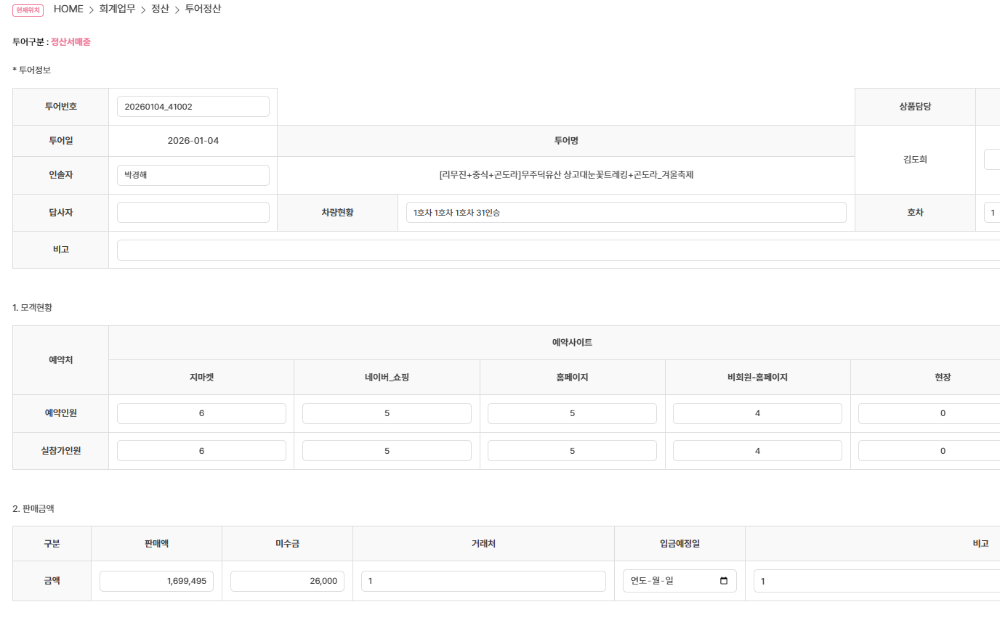 현재위치 HOME > 회계업무 > 정산 > 투어정산
투어구분 : 정산서매출
* 투어정보
투어번호 20260104_41002 상품담당
투어일 2026-01-04 투어명
김도희
인솔자 박경해 [리무진+중식+곤도라]무주덕유산 상고대눈꽃트레킹+곤도라_겨울축제
답사자 차량현황 1호차 1호차 1호차 31인승 호차 1
비고
1. 모객현황
예약처 예약사이트
지마켓 네이버_쇼핑 홈페이지 비회원-홈페이지 현장
예약인원 6 5 5 4 0
실참가인원 6 5 5 4 0
2. 판매금액
구분 판매액 미수금 거래처 입금예정일 비고
금액 1,699,495 26,000 1 연도-월-일 1